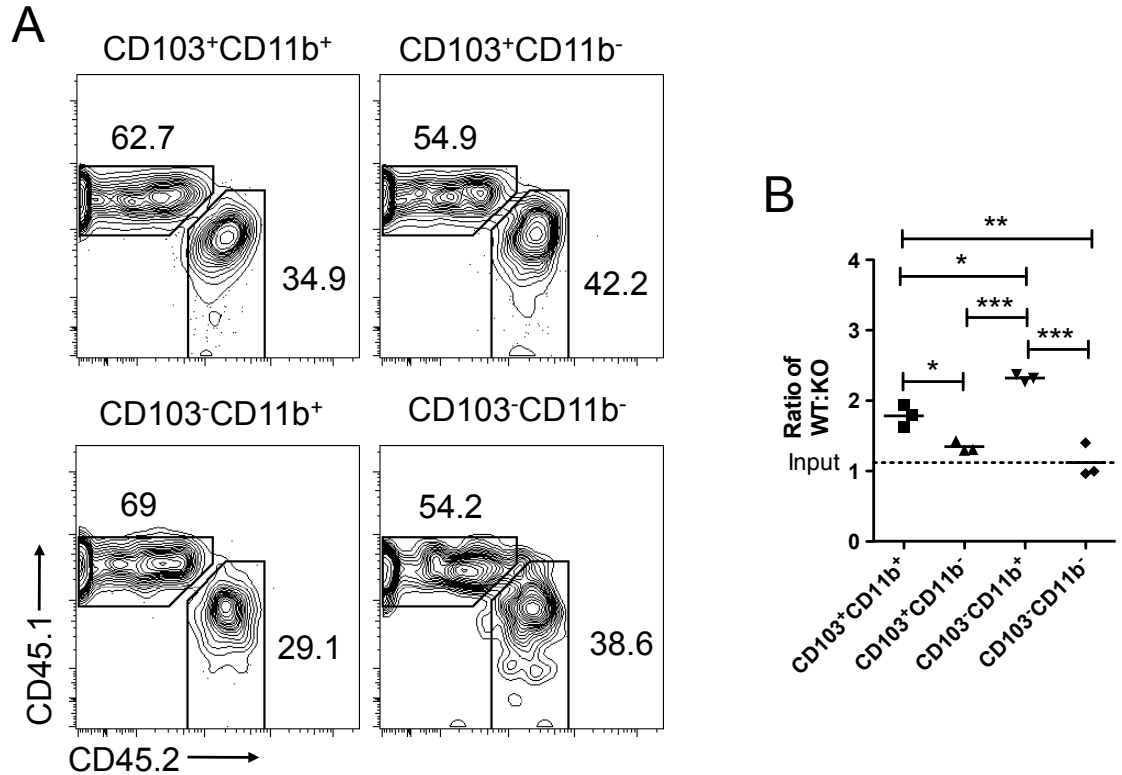 A
CD103⁺CD11b⁺
CD103⁺CD11b⁻
62.7
54.9
34.9
42.2
CD103⁻CD11b⁺
CD103⁻CD11b⁻
69
54.2
29.1
38.6
CD45.1
CD45.2
B
**
*
***
***
*
4
3
2
1
0
Ratio of
WT:KO
Input
CD103⁺CD11b⁺
CD103⁺CD11b⁻
CD103⁻CD11b⁺
CD103⁻CD11b⁻